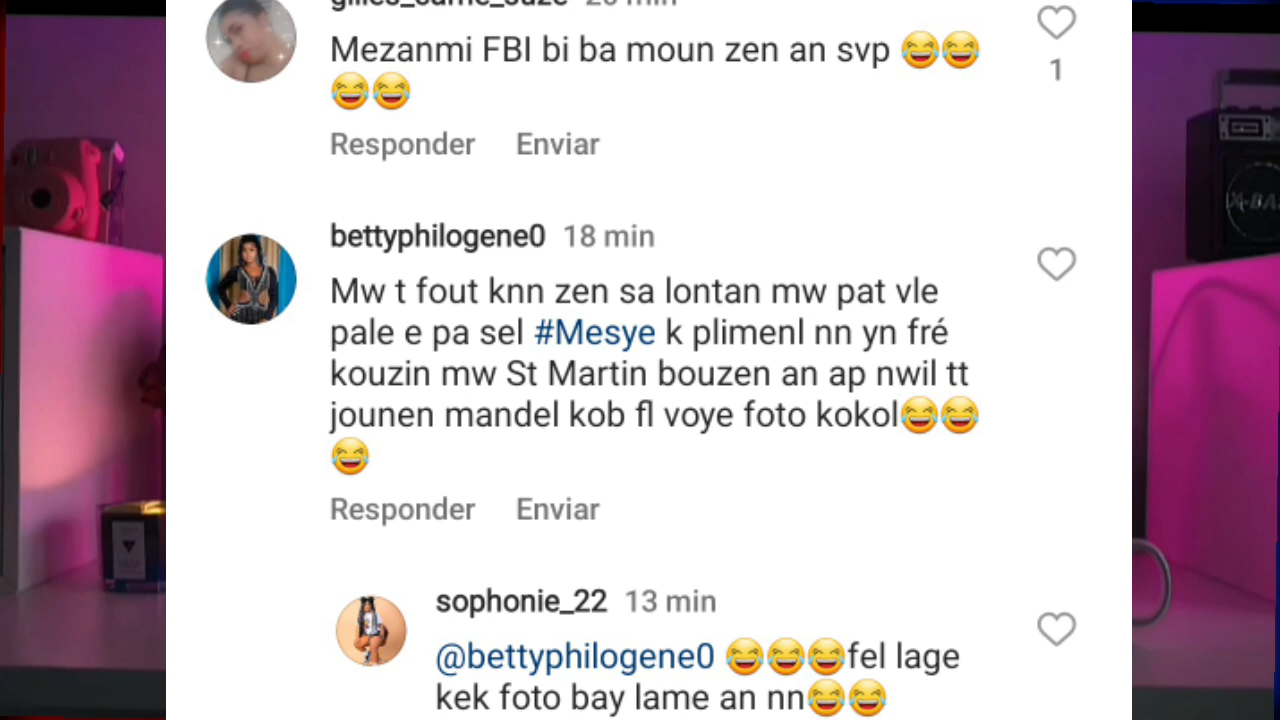 Mezanmi FBI bi ba moun zen an svp 😂😂
😂😂
1
Responder Enviar
bettyphilogene0 18 min
Mw t fout knn zen sa lontan mw pat vle
pale e pa sel #Mesye k plimenl nn yn fré
kouzin mw St Martin bouzen an ap nwil tt
jounen mandel kob fl voye foto kokol😂😂
😂
Responder Enviar
sophonie_22 13 min
@bettyphilogene0 😂😂😂fel lage
kek foto bay lame an nn😂😂